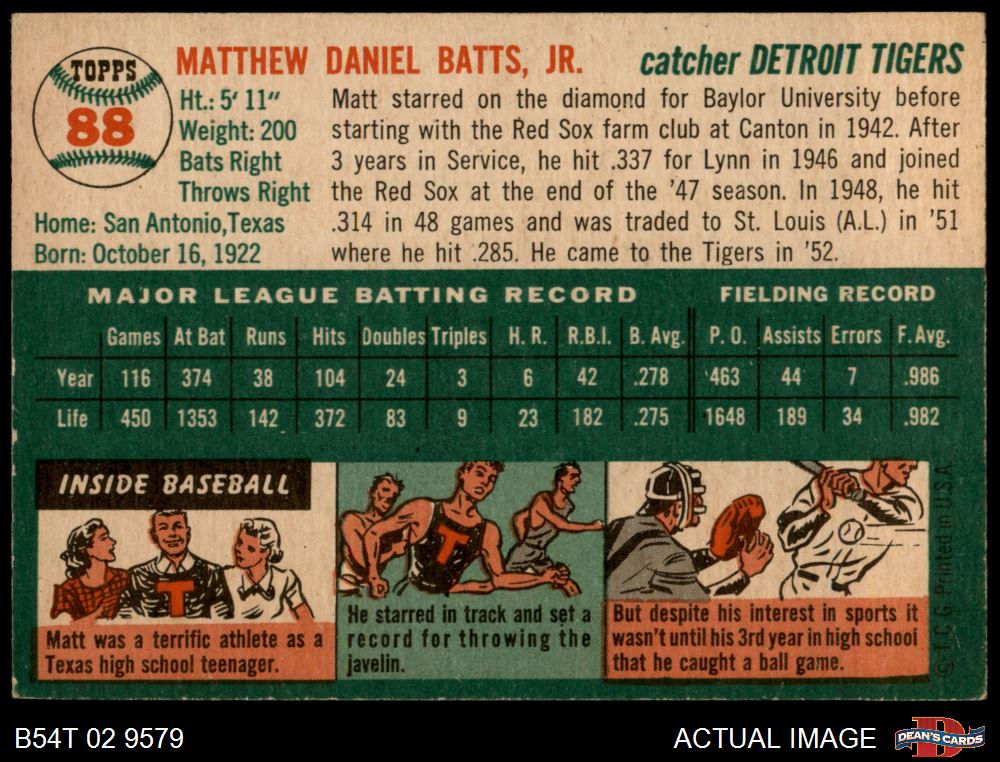 TOPPS
88
MATTHEW DANIEL BATTS, JR. catcher DETROIT TIGERS
Ht.: 5' 11"
Weight: 200
Bats Right
Throws Right
Home: San Antonio, Texas
Born: October 16, 1922
Matt starred on the diamond for Baylor University before
starting with the Red Sox farm club at Canton in 1942. After
3 years in Service, he hit .337 for Lynn in 1946 and joined
the Red Sox at the end of the '47 season. In 1948, he hit
.314 in 48 games and was traded to St. Louis (A.L.) in '51
where he hit .285. He came to the Tigers in '52.
MAJOR LEAGUE BATTING RECORD FIELDING RECORD
Games At Bat Runs Hits Doubles Triples H. R. R.B.I. B. Avg. P. O. Assists Errors F. Avg.
Year 116 374 38 104 24 3 6 42 .278 463 44 7 .986
Life 450 1353 142 372 83 9 23 182 .275 1648 189 34 .982
INSIDE BASEBALL
T
Matt was a terrific athlete as a
Texas high school teenager.
T
He starred in track and set a
record for throwing the
javelin.
But despite his interest in sports it
wasn't until his 3rd year in high school
that he caught a ball game.
© T. C. G. Printed in U.S.A.
B54T 02 9579
ACTUAL IMAGE
D
DEAN'S CARDS